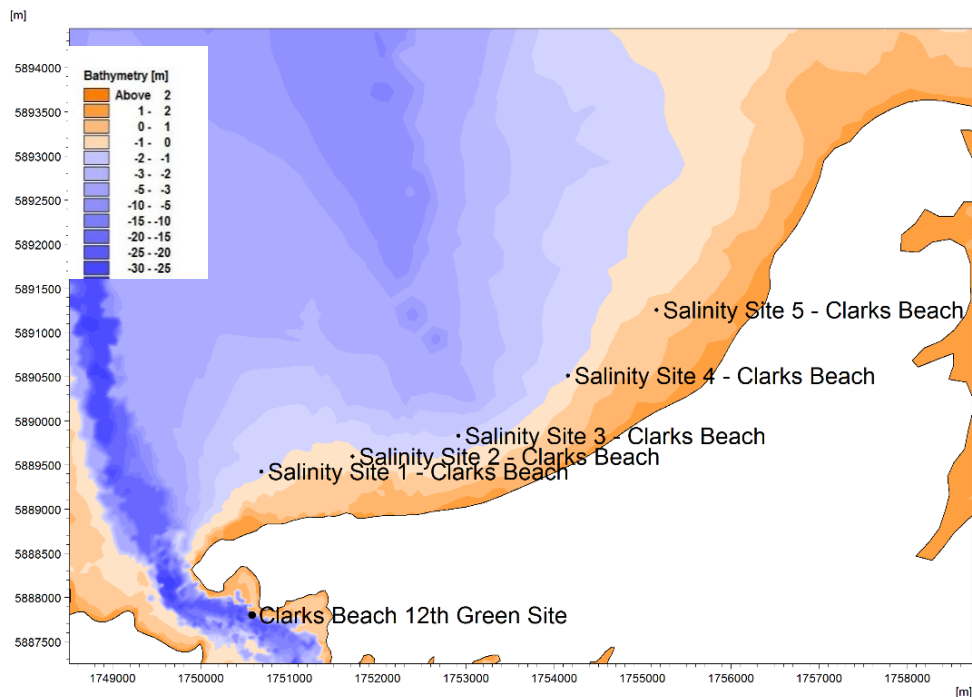 [m]
5894000
5893500
5893000
5892500
5892000
5891500
5891000
5890500
5890000
5889500
5889000
5888500
5888000
5887500
Bathymetry [m]
Above 2
1 - 2
0 - 1
-1 - 0
-2 - -1
-3 - -2
-5 - -3
-10 - -5
-15 - -10
-20 - -15
-25 - -20
-30 - -25
Salinity Site 5 - Clarks Beach
Salinity Site 4 - Clarks Beach
Salinity Site 3 - Clarks Beach
Salinity Site 2 - Clarks Beach
Salinity Site 1 - Clarks Beach
Clarks Beach 12th Green Site
1749000 1750000 1751000 1752000 1753000 1754000 1755000 1756000 1757000 1758000
[m]